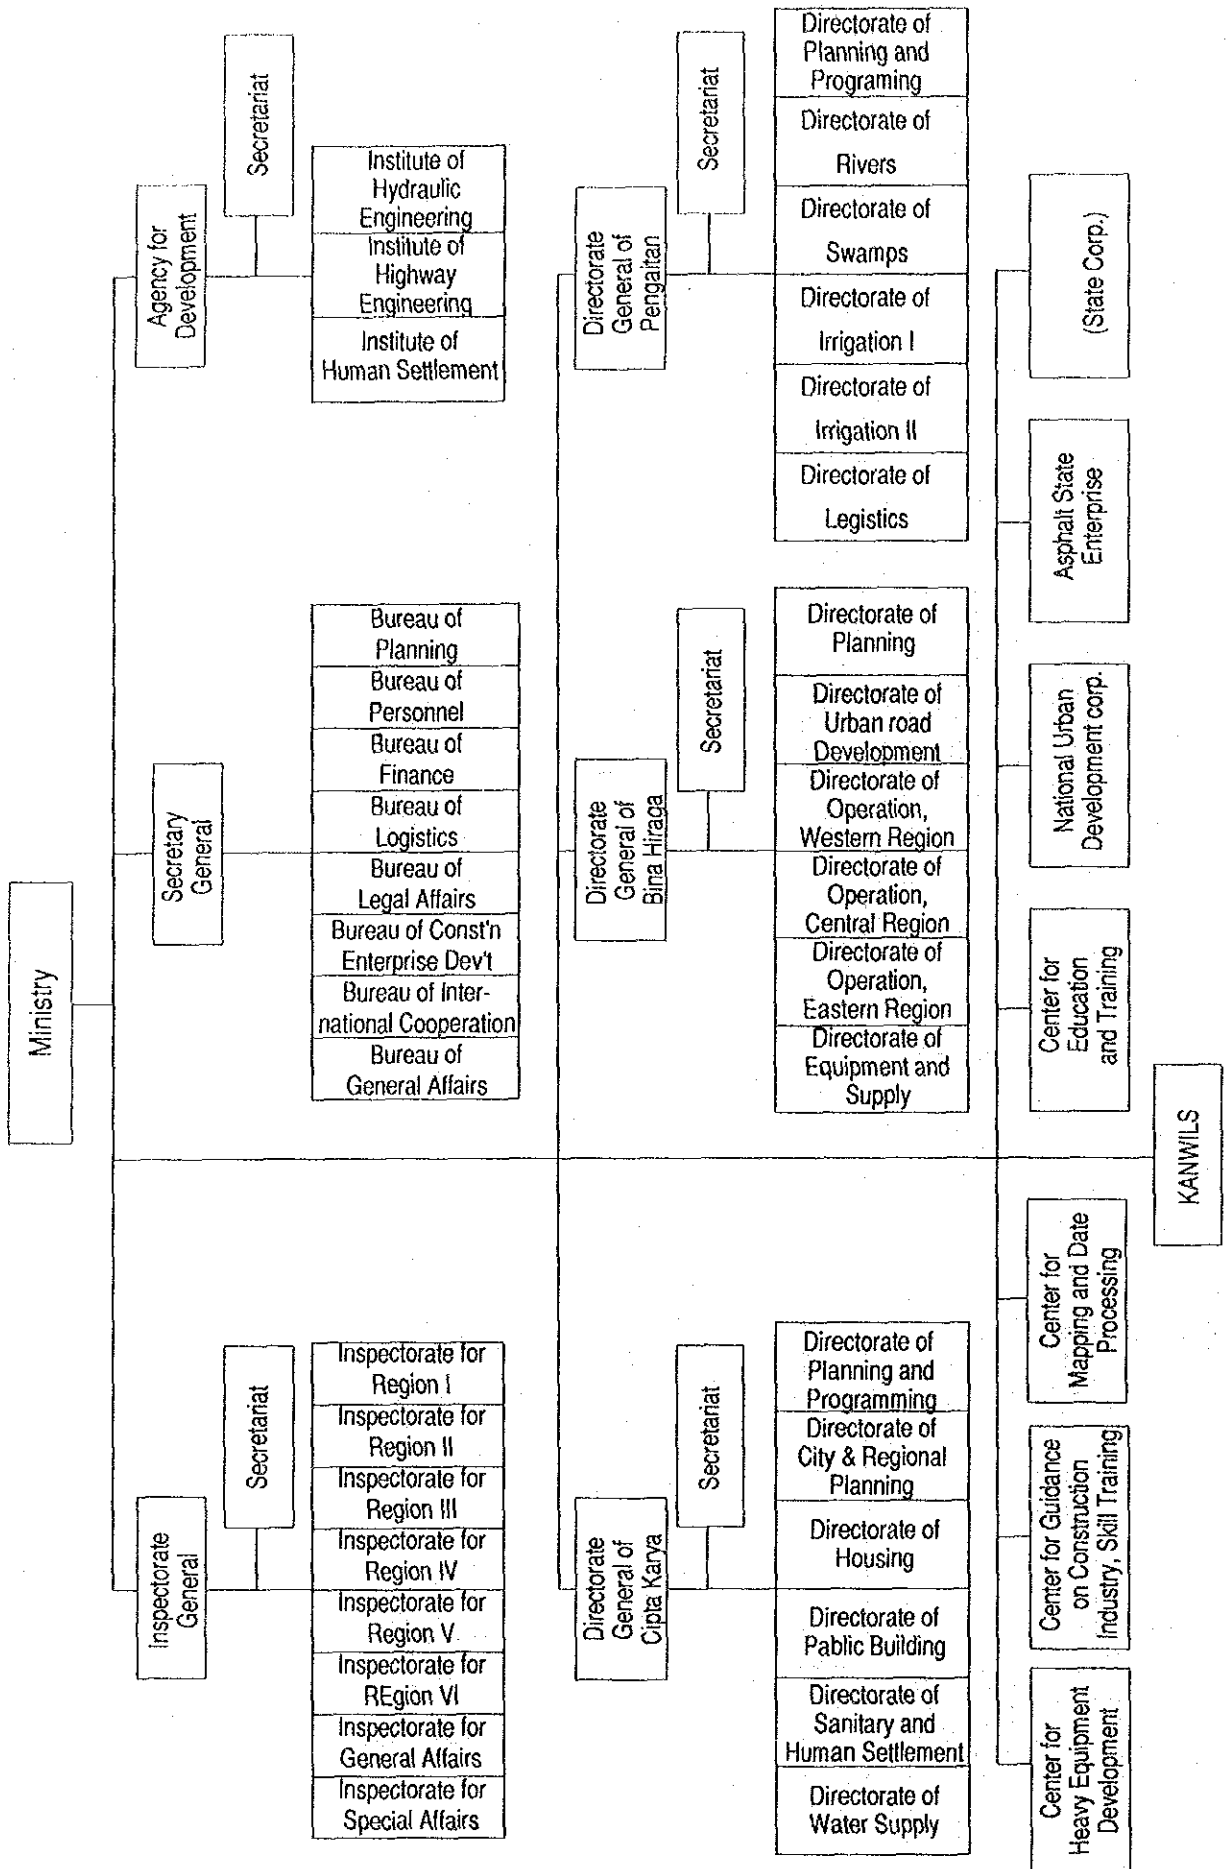 Ministry
Inspectorate
General
Secretariat
Inspectorate for
Region I
Inspectorate for
Region II
Inspectorate for
Region III
Inspectorate for
Region IV
Inspectorate for
Region V
Inspectorate for
REgion VI
Inspectorate for
General Affairs
Inspectorate for
Special Affairs
Secretary
General
Bureau of
Planning
Bureau of
Personnel
Bureau of
Finance
Bureau of
Logistics
Bureau of
Legal Affairs
Bureau of Const'n
Enterprise Dev't
Bureau of Inter-
national Cooperation
Bureau of
General Affairs
Agency for
Development
Secretariat
Institute of
Hydraulic
Engineering
Institute of
Highway
Engineering
Institute of
Human Settlement
Directorate
General of
Cipta Karya
Secretariat
Directorate of
Planning and
Programming
Directorate of
City & Regional
Planning
Directorate of
Housing
Directorate of
Pablic Building
Directorate of
Sanitary and
Human Settlement
Directorate of
Water Supply
Directorate
General of
Bina Hiraga
Secretariat
Directorate of
Planning
Directorate of
Urban road
Development
Directorate of
Operation,
Western Region
Directorate of
Operation,
Central Region
Directorate of
Operation,
Eastern Region
Directorate of
Equipment and
Supply
Directorate
General of
Pengaitan
Secretariat
Directorate of
Planning and
Programing
Directorate of
Rivers
Directorate of
Swamps
Directorate of
Irrigation I
Directorate of
Irrigation II
Directorate of
Legistics
Center for
Heavy Equipment
Development
Center for Guidance
on Construction
Industry, Skill Training
Center for
Mapping and Date
Processing
Center for
Education
and Training
National Urban
Development corp.
Asphalt State
Enterprise
(State Corp.)
KANWILS